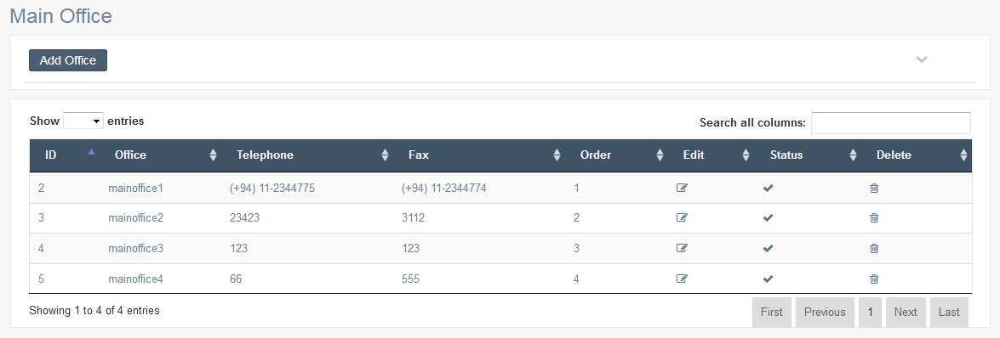 Main Office
Add Office
Show entries Search all columns:
ID Office Telephone Fax Order Edit Status Delete
2 mainoffice1 (+94) 11-2344775 (+94) 11-2344774 1
3 mainoffice2 23423 3112 2
4 mainoffice3 123 123 3
5 mainoffice4 66 555 4
Showing 1 to 4 of 4 entries First Previous 1 Next Last